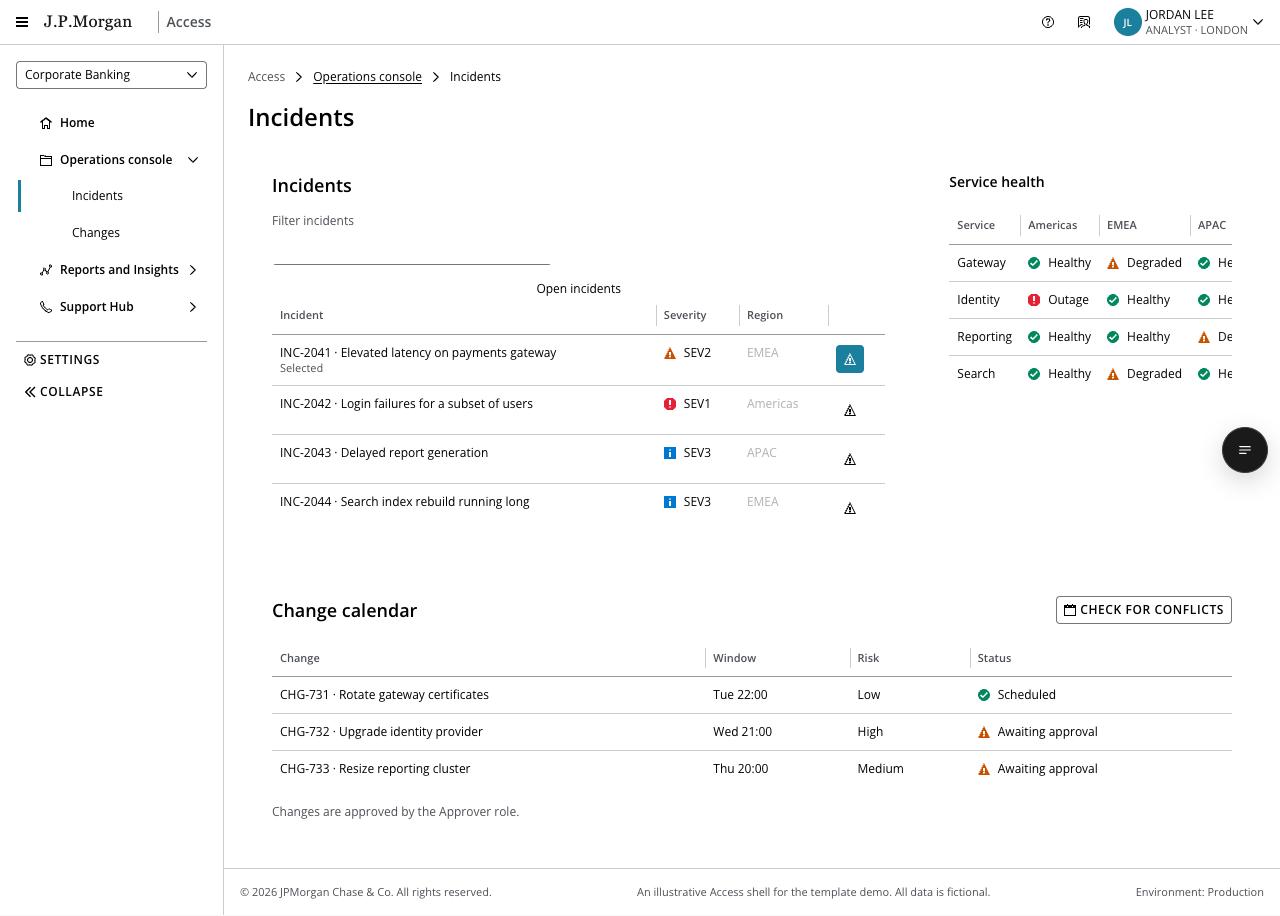 J.P.Morgan Access
JL JORDAN LEE
ANALYST · LONDON
Corporate Banking
Home
Operations console
Incidents
Changes
Reports and Insights
Support Hub
SETTINGS
COLLAPSE
Access Operations console Incidents
Incidents
Incidents
Filter incidents
Open incidents
Incident Severity Region
INC-2041 · Elevated latency on payments gateway SEV2 EMEA
Selected
INC-2042 · Login failures for a subset of users SEV1 Americas
INC-2043 · Delayed report generation SEV3 APAC
INC-2044 · Search index rebuild running long SEV3 EMEA
Service health
Service Americas EMEA APAC
Gateway Healthy Degraded He
Identity Outage Healthy He
Reporting Healthy Healthy De
Search Healthy Degraded He
Change calendar
CHECK FOR CONFLICTS
Change Window Risk Status
CHG-731 · Rotate gateway certificates Tue 22:00 Low Scheduled
CHG-732 · Upgrade identity provider Wed 21:00 High Awaiting approval
CHG-733 · Resize reporting cluster Thu 20:00 Medium Awaiting approval
Changes are approved by the Approver role.
© 2026 JPMorgan Chase & Co. All rights reserved. An illustrative Access shell for the template demo. All data is fictional. Environment: Production